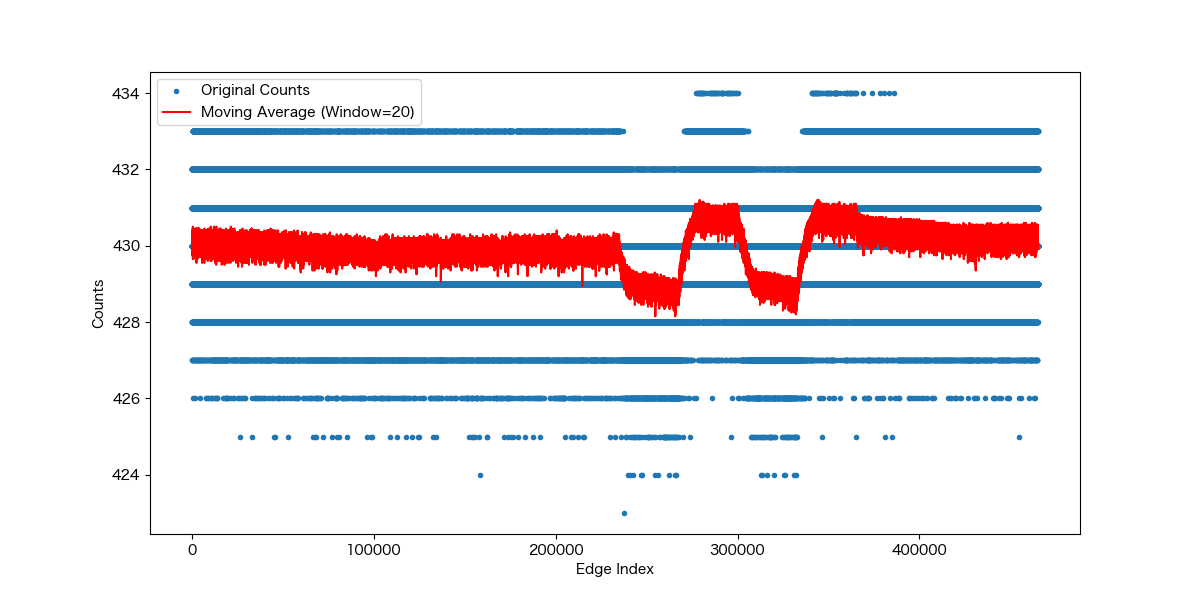 Original Counts
Moving Average (Window=20)
434
432
430
428
426
424
Counts
0
100000
200000
300000
400000
Edge Index